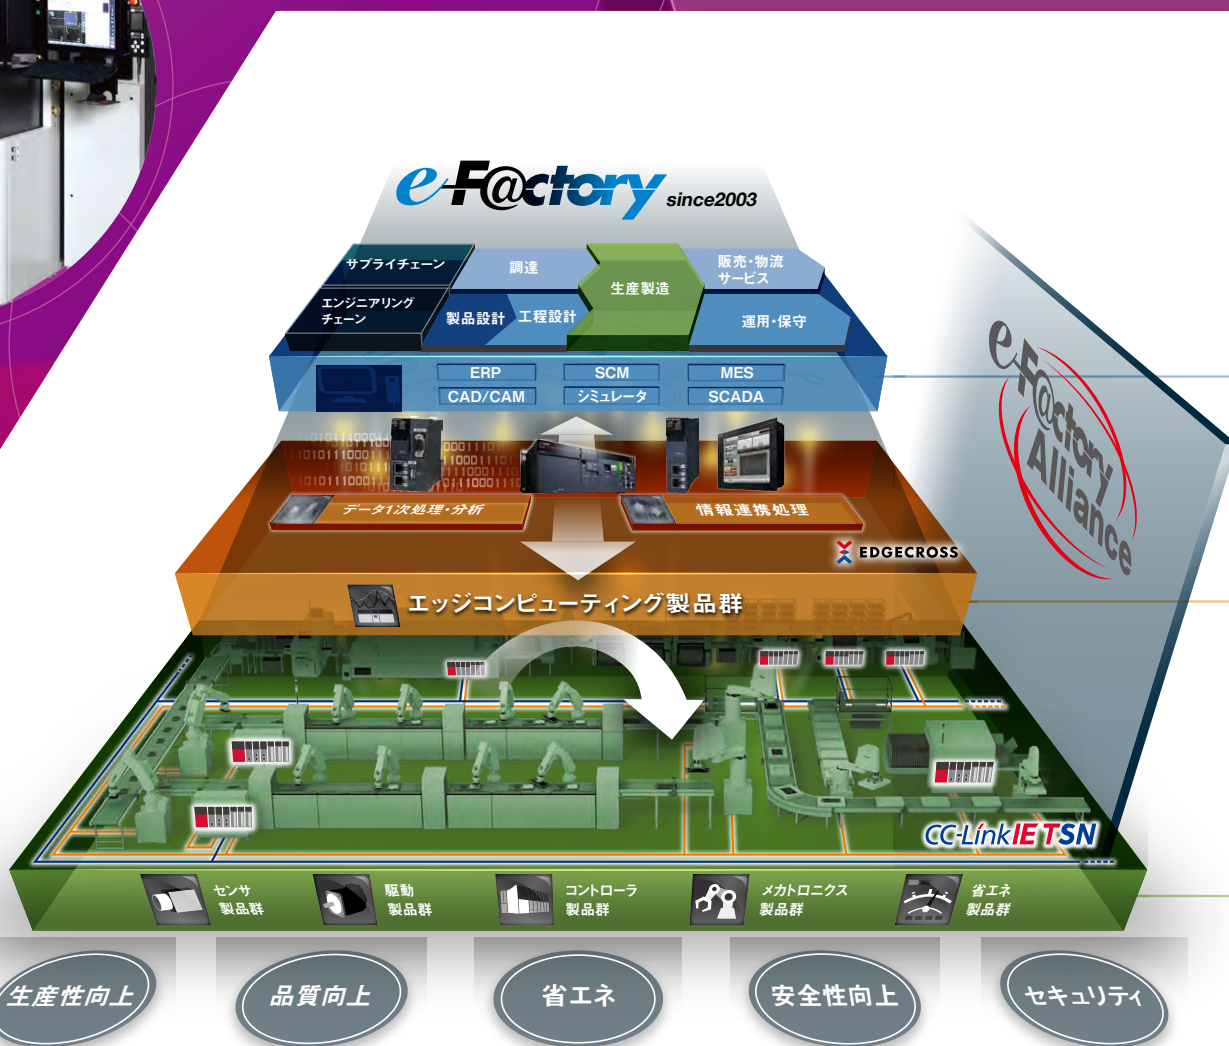 e-F@ctory since2003
サプライチェーン
調達
生産製造
販売・物流
サービス
エンジニアリング
チェーン
製品設計
工程設計
運用・保守
ERP
SCM
MES
CAD/CAM
シミュレータ
SCADA
データ1次処理・分析
情報連携処理
EDGECROSS
エッジコンピューティング製品群
e-F@ctory
Alliance
CC-Link IE TSN
センサ
製品群
駆動
製品群
コントローラ
製品群
メカトロニクス
製品群
省エネ
製品群
生産性向上
品質向上
省エネ
安全性向上
セキュリティ